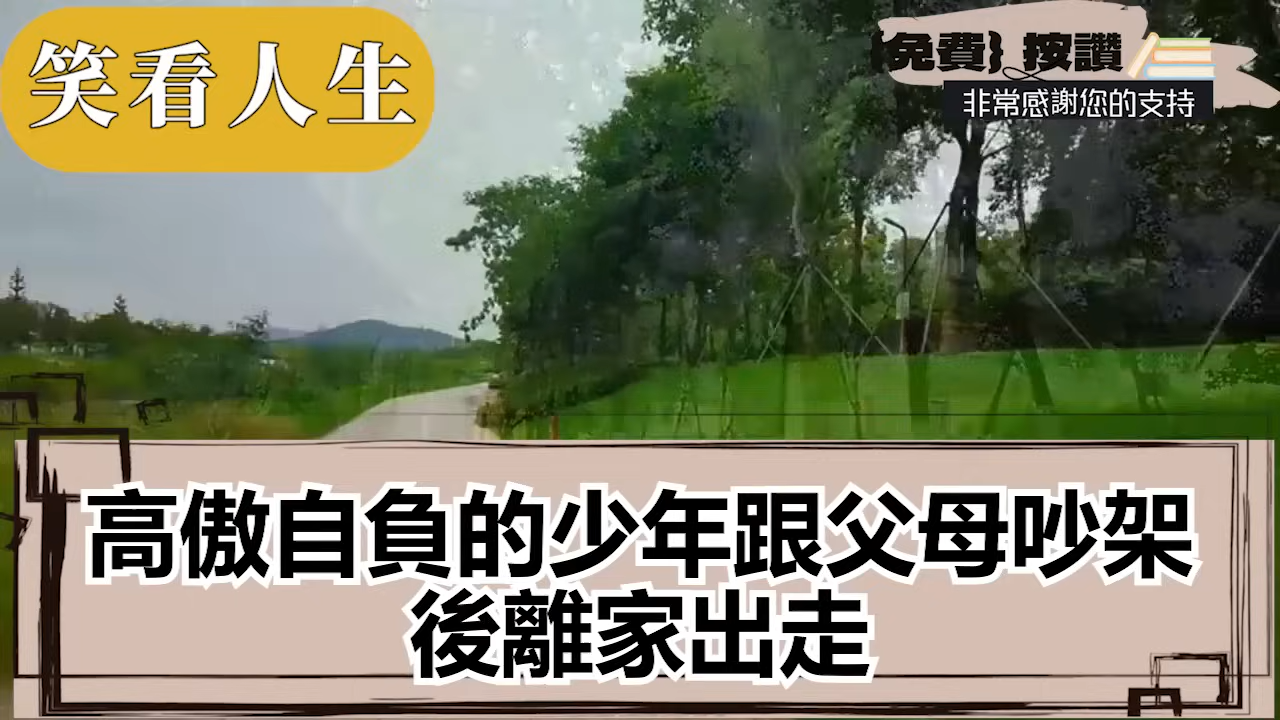 笑看人生
{免費} 按讚
非常感謝您的支持
高傲自負的少年跟父母吵架
後離家出走